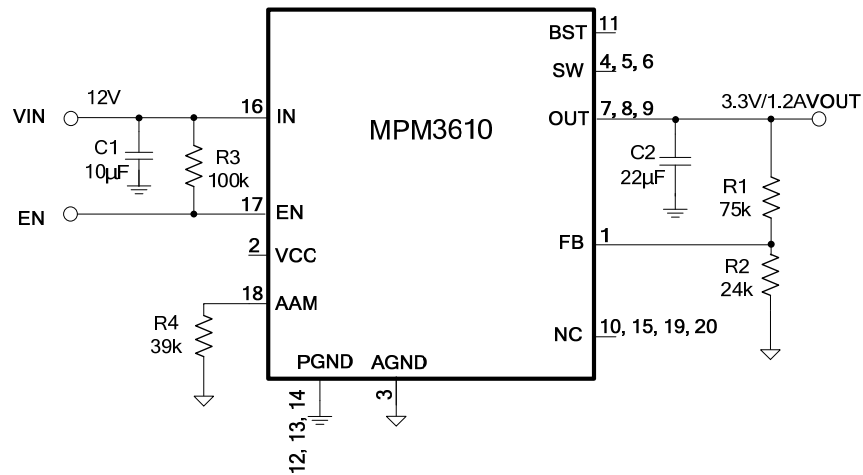 BST
11
SW
4, 5, 6
VIN
12V
16
IN
MPM3610
OUT
7, 8, 9
3.3V/1.2AVOUT
C1
10µF
R3
100k
C2
22µF
R1
75k
EN
17
EN
FB
1
2
VCC
R2
24k
18
AAM
R4
39k
NC
10, 15, 19, 20
PGND
AGND
12, 13, 14
3